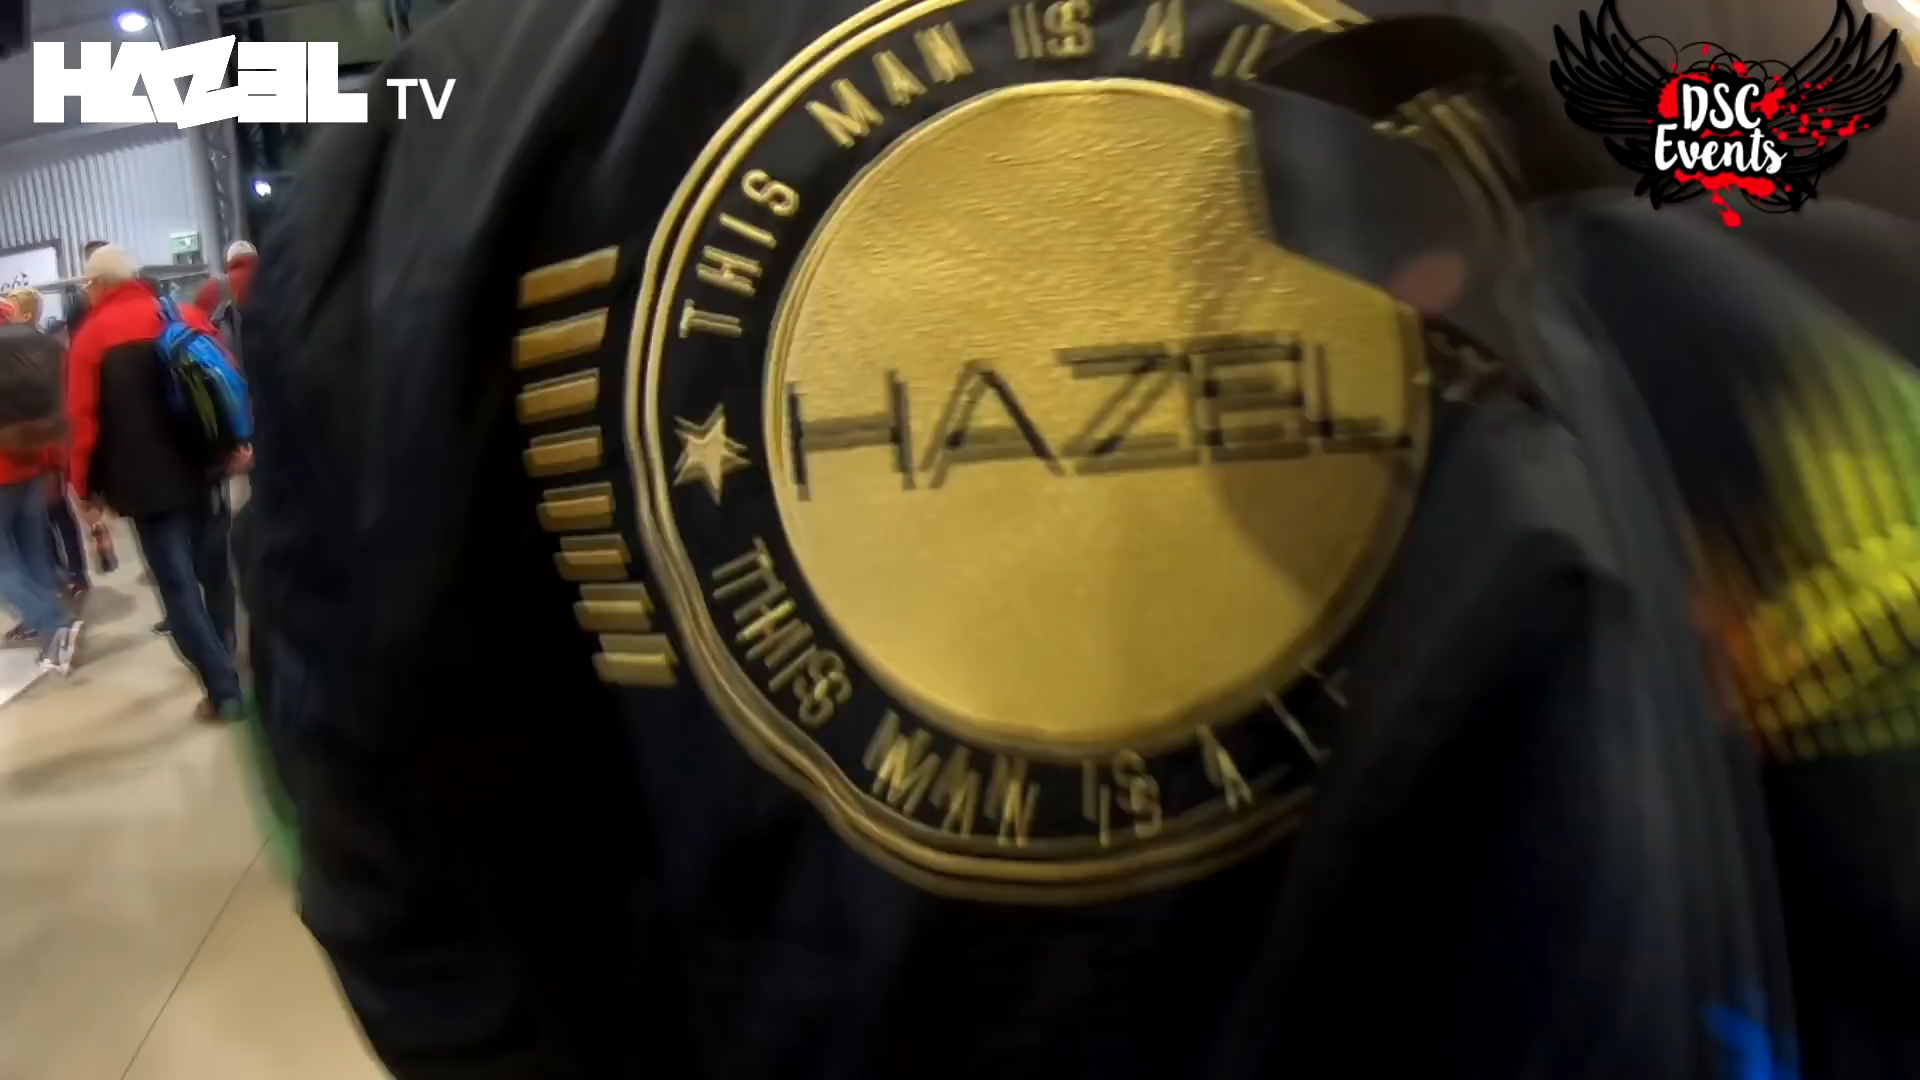 HAZEL TV
DSC
Events
THIS MAN IS A
HAZEL
THIS MAN IS A